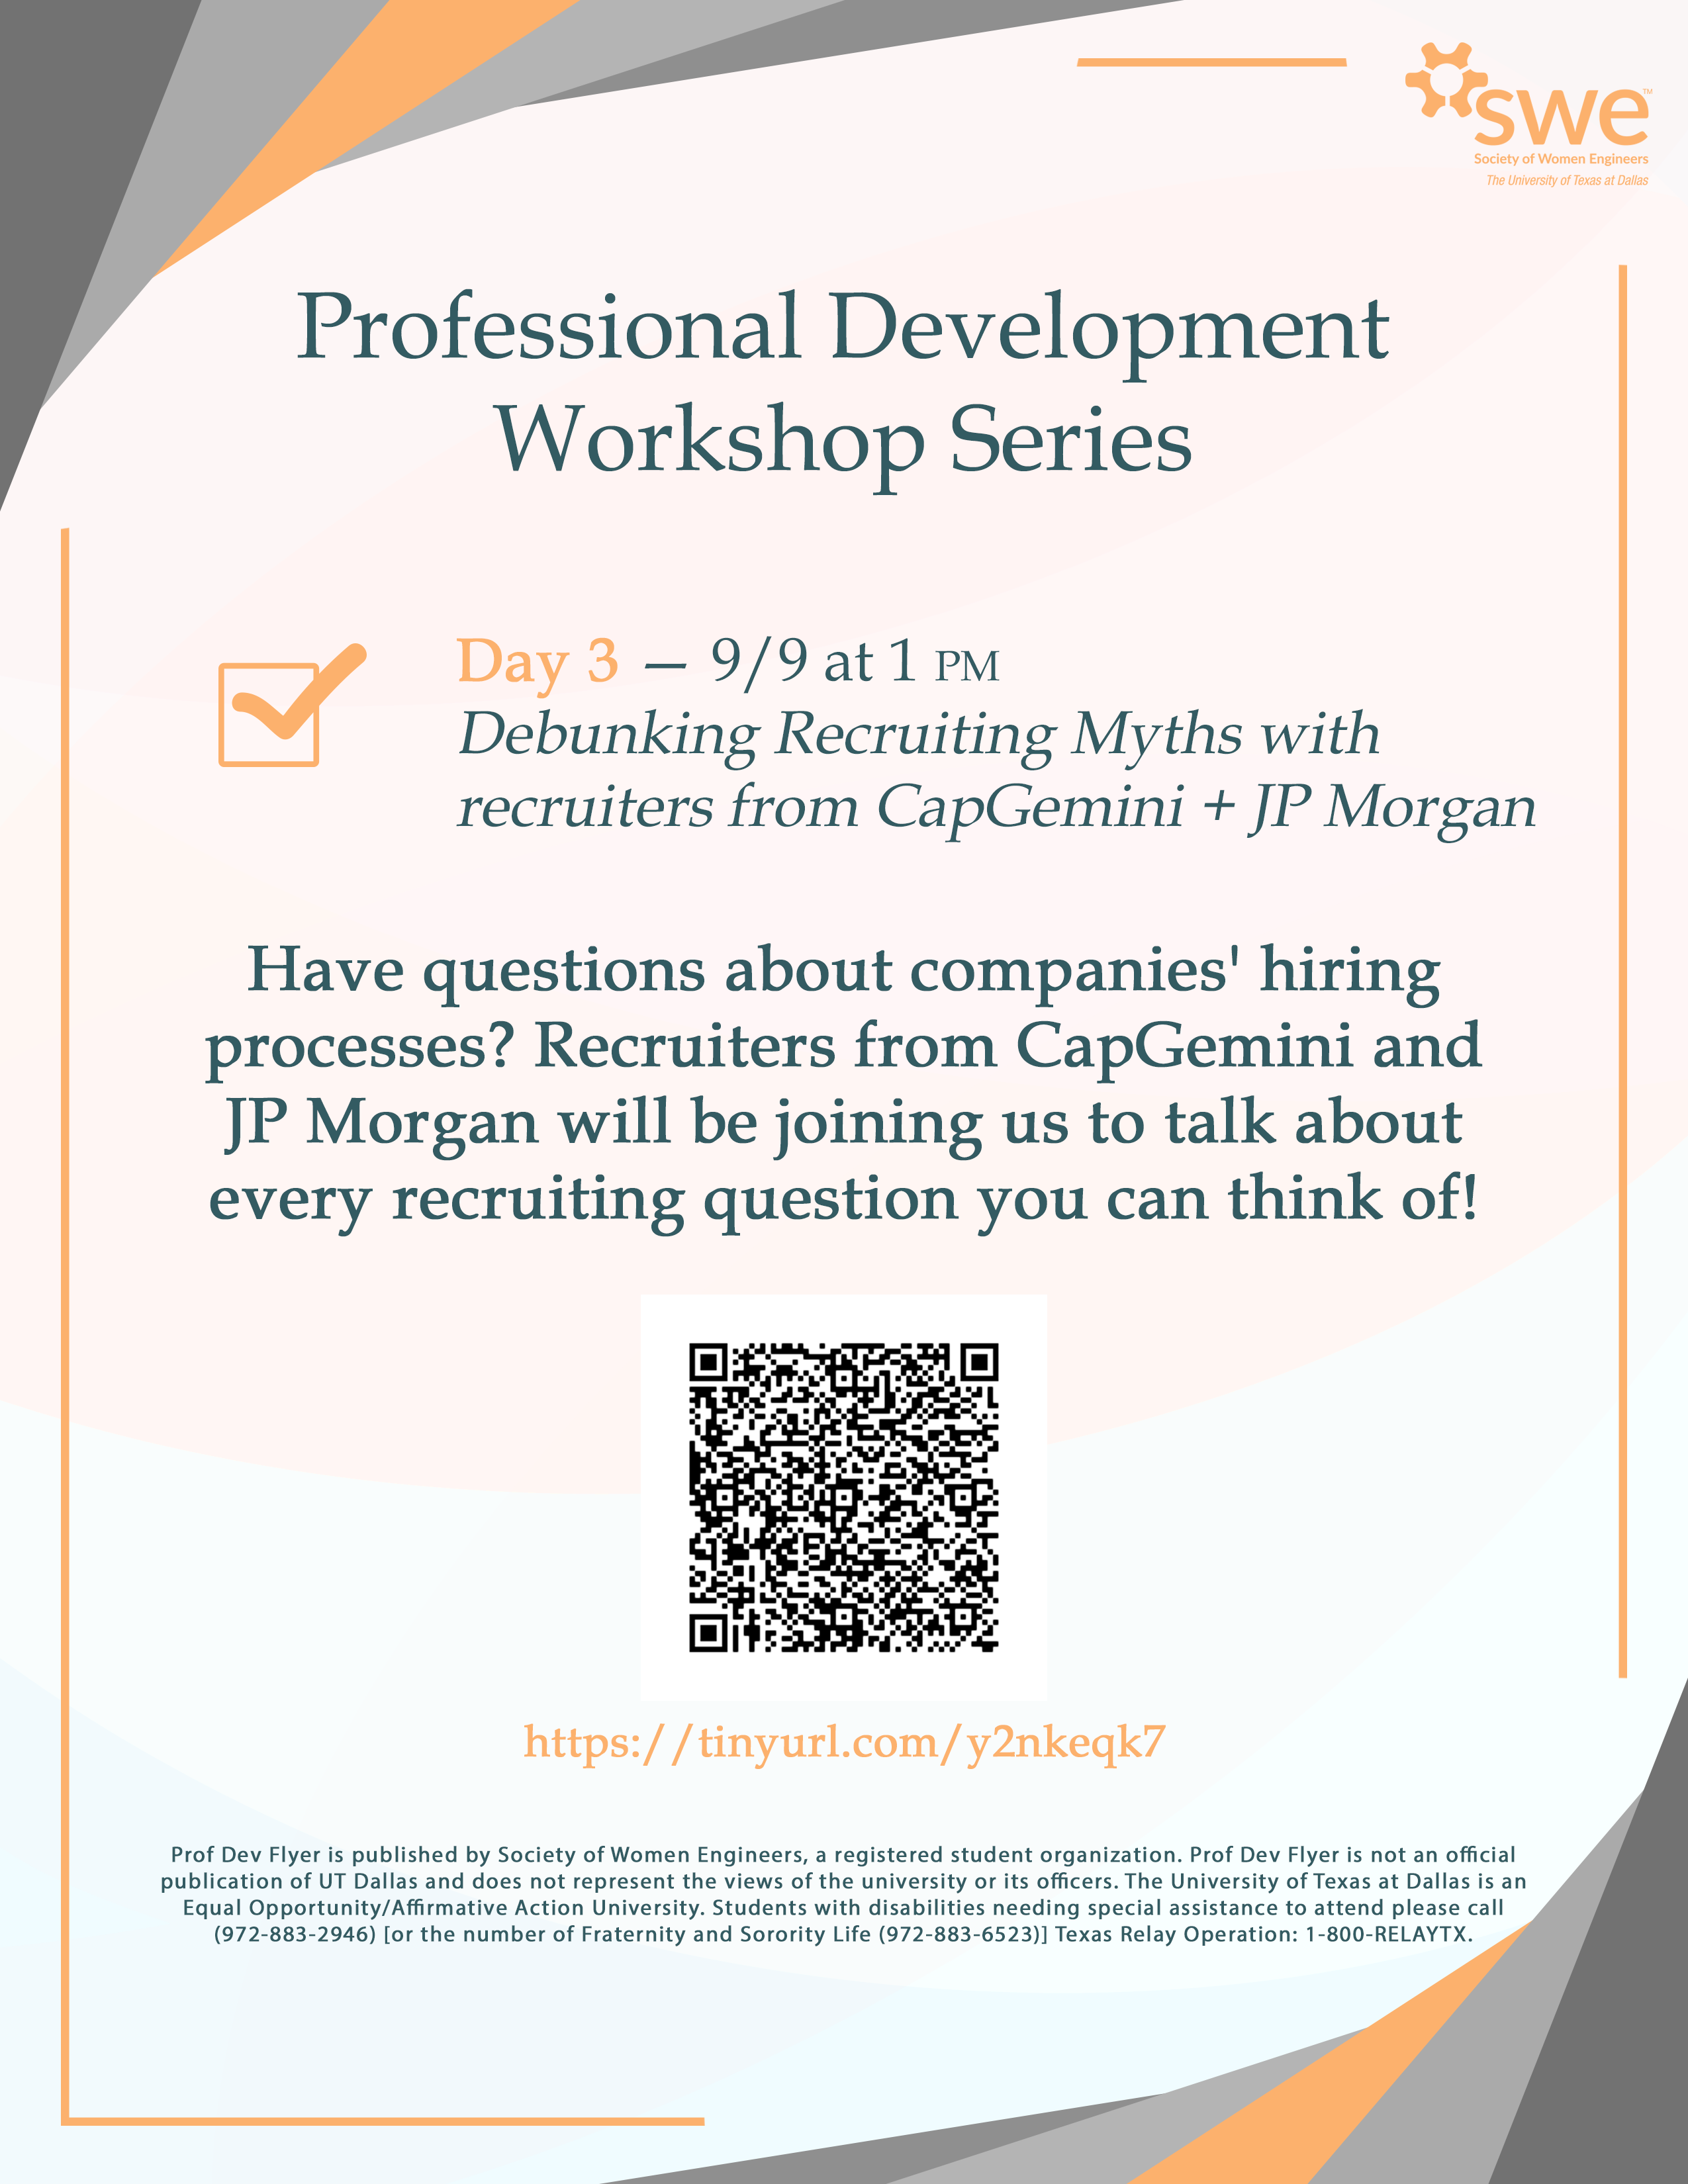 swe™
Society of Women Engineers
The University of Texas at Dallas
Professional Development
Workshop Series
Day 3 — 9/9 at 1 PM
Debunking Recruiting Myths with
recruiters from CapGemini + JP Morgan
Have questions about companies' hiring
processes? Recruiters from CapGemini and
JP Morgan will be joining us to talk about
every recruiting question you can think of!
https://tinyurl.com/y2nkeqk7
Prof Dev Flyer is published by Society of Women Engineers, a registered student organization. Prof Dev Flyer is not an official
publication of UT Dallas and does not represent the views of the university or its officers. The University of Texas at Dallas is an
Equal Opportunity/Affirmative Action University. Students with disabilities needing special assistance to attend please call
(972-883-2946) [or the number of Fraternity and Sorority Life (972-883-6523)] Texas Relay Operation: 1-800-RELAYTX.